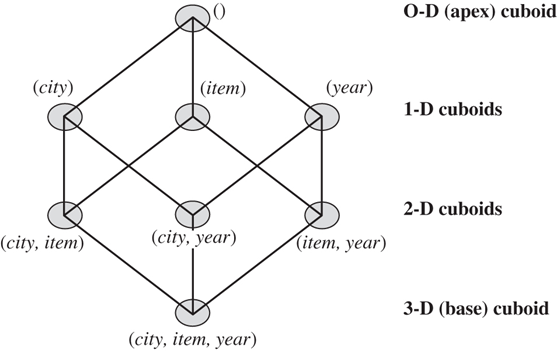 ()
O-D (apex) cuboid
(city)
(item)
(year)
1-D cuboids
2-D cuboids
(city, item)
(city, year)
(item, year)
3-D (base) cuboid
(city, item, year)